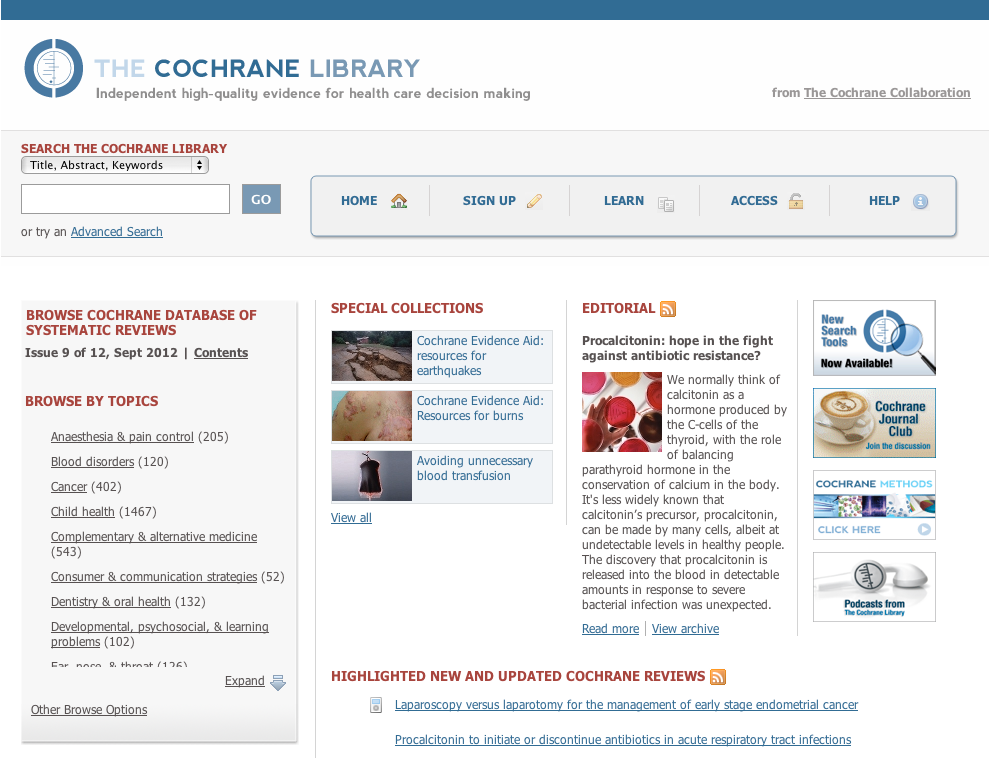 THE COCHRANE LIBRARY
Independent high-quality evidence for health care decision making
from The Cochrane Collaboration
SEARCH THE COCHRANE LIBRARY
Title, Abstract, Keywords
GO
or try an Advanced Search
HOME
SIGN UP
LEARN
ACCESS
HELP
BROWSE COCHRANE DATABASE OF
SYSTEMATIC REVIEWS
Issue 9 of 12, Sept 2012 | Contents
BROWSE BY TOPICS
Anaesthesia & pain control (205)
Blood disorders (120)
Cancer (402)
Child health (1467)
Complementary & alternative medicine
(543)
Consumer & communication strategies (52)
Dentistry & oral health (132)
Developmental, psychosocial, & learning
problems (102)
Ear, nose, & throat (126)
Expand
Other Browse Options
SPECIAL COLLECTIONS
Cochrane Evidence Aid:
resources for
earthquakes
Cochrane Evidence Aid:
Resources for burns
Avoiding unnecessary
blood transfusion
View all
EDITORIAL
Procalcitonin: hope in the fight
against antibiotic resistance?
We normally think of
calcitonin as a
hormone produced by
the C-cells of the
thyroid, with the role
of balancing
parathyroid hormone in the
conservation of calcium in the body.
It's less widely known that
calcitonin’s precursor, procalcitonin,
can be made by many cells, albeit at
undetectable levels in healthy people.
The discovery that procalcitonin is
released into the blood in detectable
amounts in response to severe
bacterial infection was unexpected.
Read more | View archive
New
Search
Tools
Now Available!
Cochrane
Journal
Club
Join the discussion
COCHRANE METHODS
CLICK HERE
Podcasts from
The Cochrane Library
HIGHLIGHTED NEW AND UPDATED COCHRANE REVIEWS
Laparoscopy versus laparotomy for the management of early stage endometrial cancer
Procalcitonin to initiate or discontinue antibiotics in acute respiratory tract infections